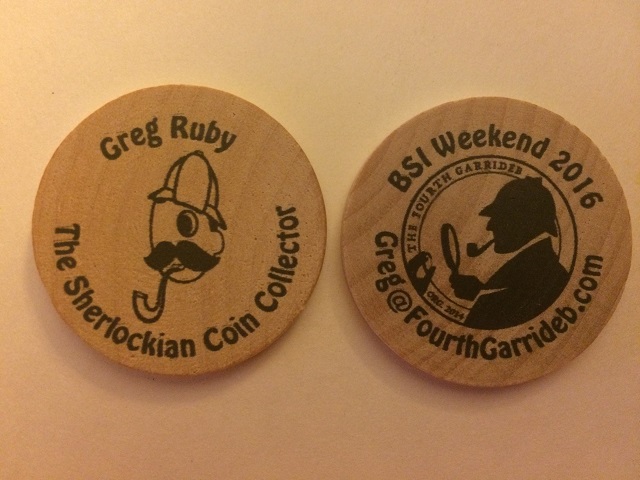 Greg Ruby
The Sherlockian Coin Collector
BSI Weekend 2016
THE FOURTH GARRIDEB
ORG. 2014
Greg@FourthGarrideb.com